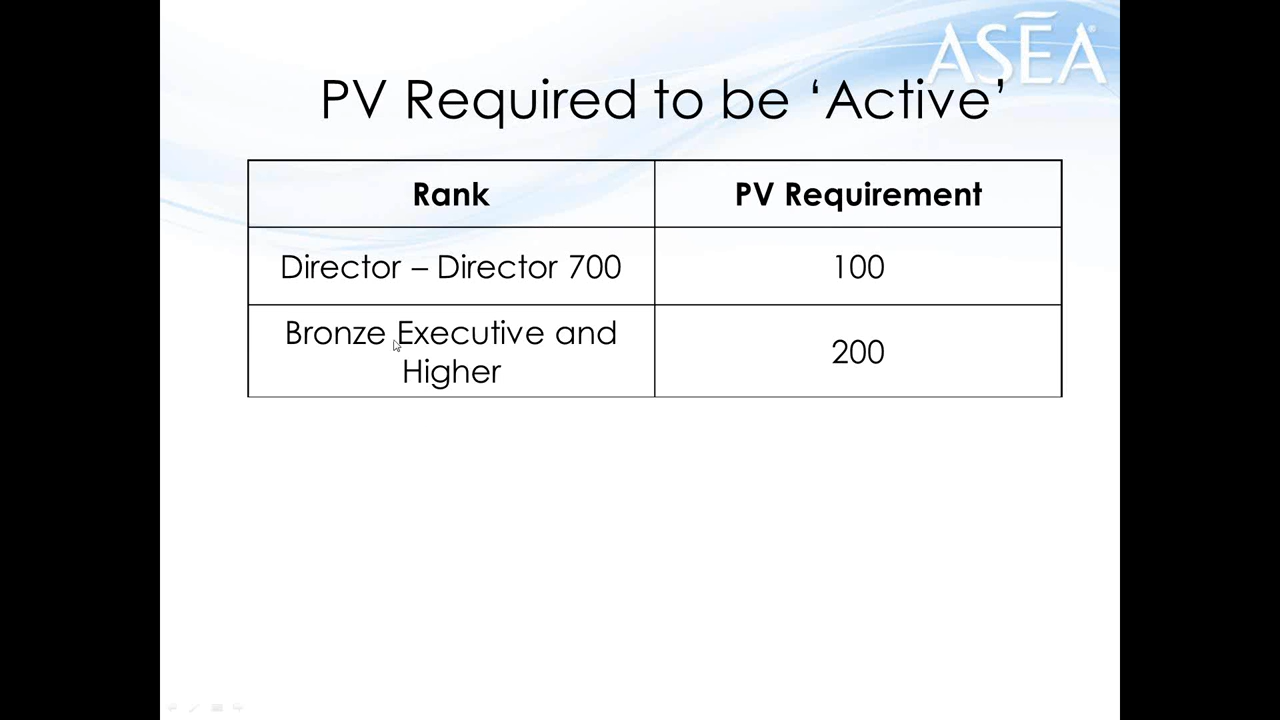 ASEA
PV Required to be ‘Active’
Rank
PV Requirement
Director – Director 700
100
Bronze Executive and
Higher
200